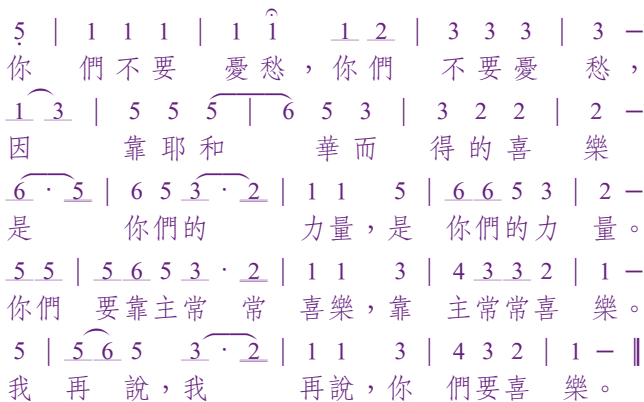 5 | 1 1 1 | 1 i 1 2 | 3 3 3 | 3 –
你 們 不 要 憂 愁 ， 你 們 不 要 憂 愁 ，
1 3 | 5 5 5 | 6 5 3 | 3 2 2 | 2 –
因 靠 耶 和 華 而 得 的 喜 樂
6 · 5 | 6 5 3 · 2 | 1 1 5 | 6 6 5 3 | 2 –
是 你 們 的 力 量 ， 是 你 們 的 力 量 。
5 5 | 5 6 5 3 · 2 | 1 1 3 | 4 3 3 2 | 1 –
你 們 要 靠 主 常 常 喜 樂 ， 靠 主 常 常 喜 樂 。
5 | 5 6 5 3 · 2 | 1 1 3 | 4 3 2 | 1 – ‖
我 再 說 ， 我 再 說 ， 你 們 要 喜 樂 。